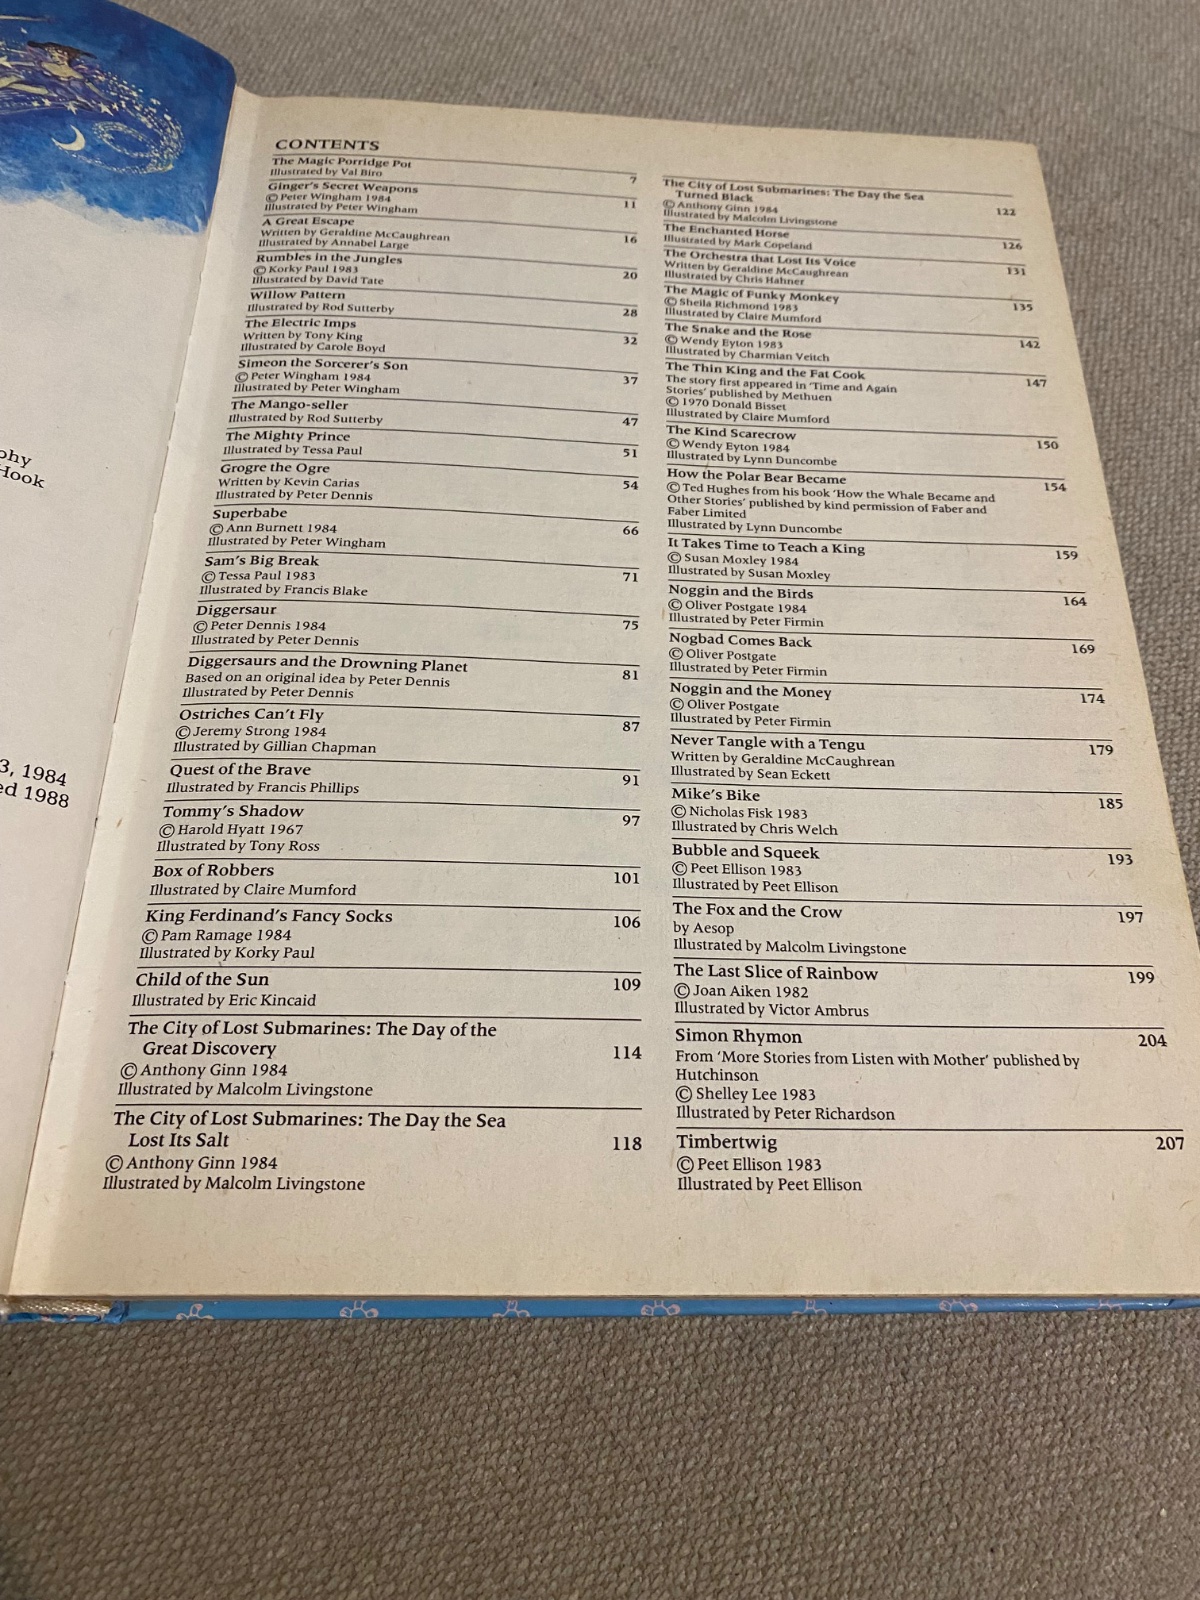 phy
Hook
3, 1984
ed 1988
CONTENTS
The Magic Porridge Pot 7
Illustrated by Val Biro
Ginger's Secret Weapons 11
© Peter Wingham 1984
Illustrated by Peter Wingham
A Great Escape 16
Written by Geraldine McCaughrean
Illustrated by Annabel Large
Rumbles in the Jungles 20
© Korky Paul 1983
Illustrated by David Tate
Willow Pattern 28
Illustrated by Rod Sutterby
The Electric Imps 32
Written by Tony King
Illustrated by Carole Boyd
Simeon the Sorcerer's Son 37
© Peter Wingham 1984
Illustrated by Peter Wingham
The Mango-seller 47
Illustrated by Rod Sutterby
The Mighty Prince 51
Illustrated by Tessa Paul
Grogre the Ogre 54
Written by Kevin Carias
Illustrated by Peter Dennis
Superbabe 66
© Ann Burnett 1984
Illustrated by Peter Wingham
Sam's Big Break 71
© Tessa Paul 1983
Illustrated by Francis Blake
Diggersaur 75
© Peter Dennis 1984
Illustrated by Peter Dennis
Diggersaurs and the Drowning Planet 81
Based on an original idea by Peter Dennis
Illustrated by Peter Dennis
Ostriches Can't Fly 87
© Jeremy Strong 1984
Illustrated by Gillian Chapman
Quest of the Brave 91
Illustrated by Francis Phillips
Tommy's Shadow 97
© Harold Hyatt 1967
Illustrated by Tony Ross
Box of Robbers 101
Illustrated by Claire Mumford
King Ferdinand's Fancy Socks 106
© Pam Ramage 1984
Illustrated by Korky Paul
Child of the Sun 109
Illustrated by Eric Kincaid
The City of Lost Submarines: The Day of the
Great Discovery 114
© Anthony Ginn 1984
Illustrated by Malcolm Livingstone
The City of Lost Submarines: The Day the Sea
Lost Its Salt 118
© Anthony Ginn 1984
Illustrated by Malcolm Livingstone
The City of Lost Submarines: The Day the Sea
Turned Black 122
© Anthony Ginn 1984
Illustrated by Malcolm Livingstone
The Enchanted Horse 126
Illustrated by Mark Copeland
The Orchestra that Lost Its Voice 131
Written by Geraldine McCaughrean
Illustrated by Chris Hahner
The Magic of Funky Monkey 135
© Sheila Richmond 1983
Illustrated by Claire Mumford
The Snake and the Rose 142
© Wendy Eyton 1983
Illustrated by Charmian Veitch
The Thin King and the Fat Cook 147
The story first appeared in 'Time and Again
Stories' published by Methuen
© 1970 Donald Bisset
Illustrated by Claire Mumford
The Kind Scarecrow 150
© Wendy Eyton 1984
Illustrated by Lynn Duncombe
How the Polar Bear Became 154
© Ted Hughes from his book 'How the Whale Became and
Other Stories' published by kind permission of Faber and
Faber Limited
Illustrated by Lynn Duncombe
It Takes Time to Teach a King 159
© Susan Moxley 1984
Illustrated by Susan Moxley
Noggin and the Birds 164
© Oliver Postgate 1984
Illustrated by Peter Firmin
Nogbad Comes Back 169
© Oliver Postgate
Illustrated by Peter Firmin
Noggin and the Money 174
© Oliver Postgate
Illustrated by Peter Firmin
Never Tangle with a Tengu 179
Written by Geraldine McCaughrean
Illustrated by Sean Eckett
Mike's Bike 185
© Nicholas Fisk 1983
Illustrated by Chris Welch
Bubble and Squeek 193
© Peet Ellison 1983
Illustrated by Peet Ellison
The Fox and the Crow 197
by Aesop
Illustrated by Malcolm Livingstone
The Last Slice of Rainbow 199
© Joan Aiken 1982
Illustrated by Victor Ambrus
Simon Rhymon 204
From 'More Stories from Listen with Mother' published by
Hutchinson
© Shelley Lee 1983
Illustrated by Peter Richardson
Timbertwig 207
© Peet Ellison 1983
Illustrated by Peet Ellison